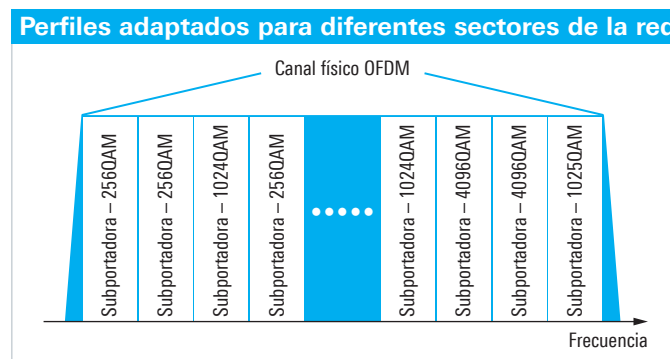 Perfiles adaptados para diferentes sectores de la red
Canal físico OFDM
Subportadora – 256QAM
Subportadora – 256QAM
Subportadora – 1024QAM
Subportadora – 256QAM
Subportadora – 1024QAM
Subportadora – 4096QAM
Subportadora – 4096QAM
Subportadora – 1025QAM
Frecuencia